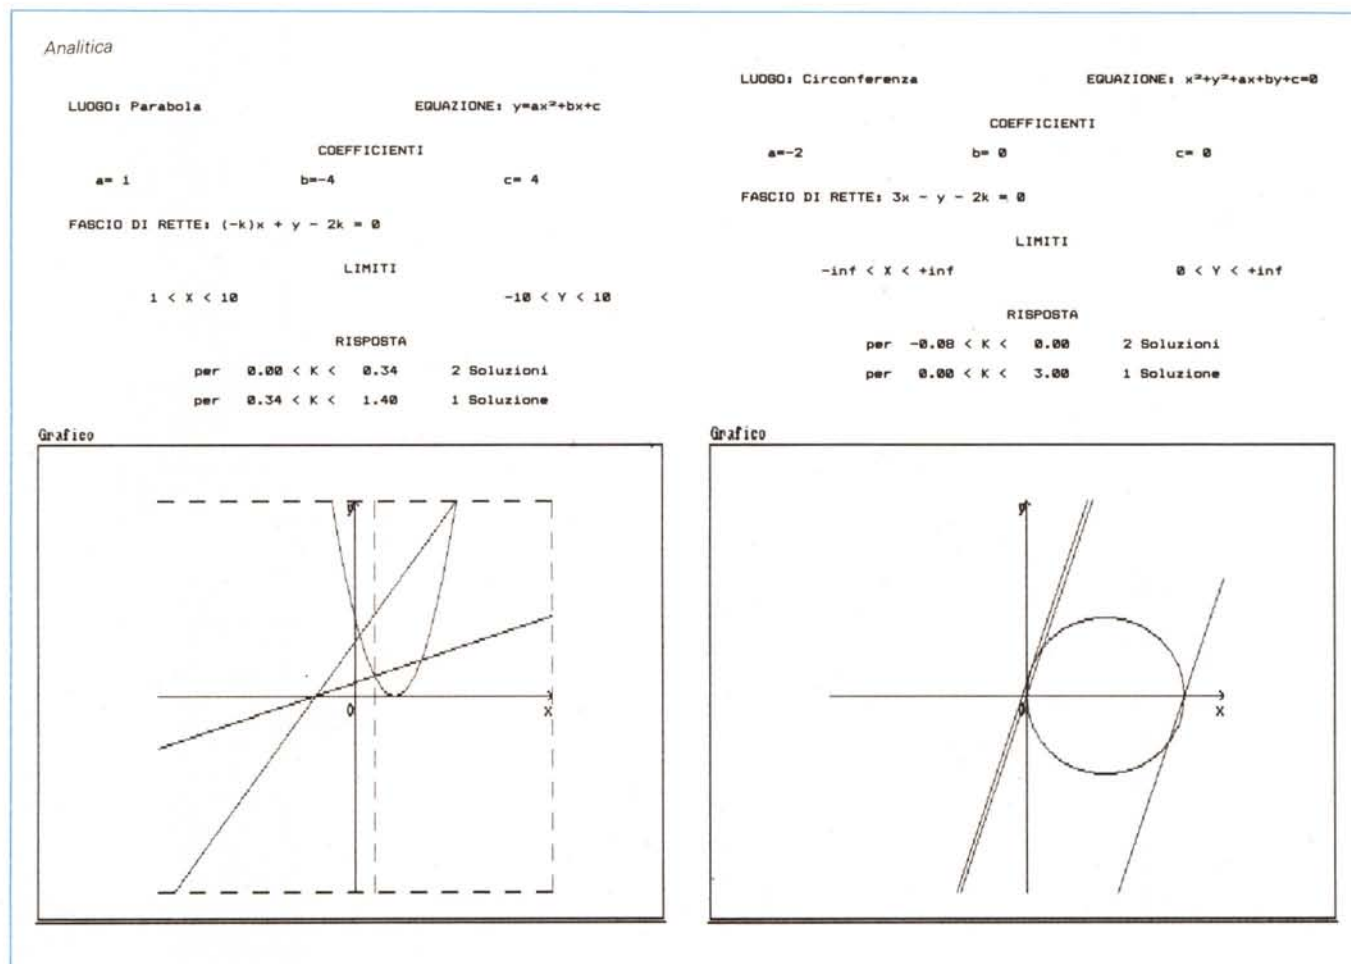 Analitica
LUOGO: Parabola EQUAZIONE: y=ax²+bx+c
COEFFICIENTI
a= 1 b=-4 c= 4
FASCIO DI RETTE: (-k)x + y - 2k = 0
LIMITI
1 < X < 10 -10 < Y < 10
RISPOSTA
per 0.00 < K < 0.34 2 Soluzioni
per 0.34 < K < 1.40 1 Soluzione
Grafico
y
0
x
LUOGO: Circonferenza EQUAZIONE: x²+y²+ax+by+c=0
COEFFICIENTI
a=-2 b= 0 c= 0
FASCIO DI RETTE: 3x - y - 2k = 0
LIMITI
-inf < X < +inf 0 < Y < +inf
RISPOSTA
per -0.08 < K < 0.00 2 Soluzioni
per 0.00 < K < 3.00 1 Soluzione
Grafico
y
0
x